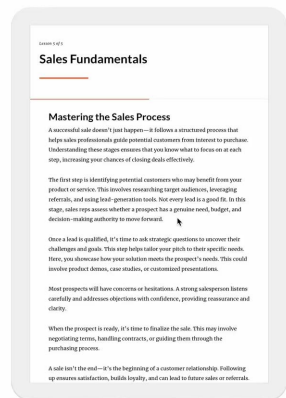 Lesson 5 of 5
Sales Fundamentals
Mastering the Sales Process
A successful sale doesn't just happen—it follows a structured process that
helps sales professionals guide potential customers from interest to purchase.
Understanding these stages ensures that you know what to focus on at each
step, increasing your chances of closing deals effectively.
The first step is identifying potential customers who may benefit from your
product or service. This involves researching target audiences, leveraging
referrals, and using lead-generation tools. Not every lead is a good fit. In this
stage, sales reps assess whether a prospect has a genuine need, budget, and
decision-making authority to move forward.
Once a lead is qualified, it's time to ask strategic questions to uncover their
challenges and goals. This step helps tailor your pitch to their specific needs.
Here, you showcase how your solution meets the prospect's needs. This could
involve product demos, case studies, or customized presentations.
Most prospects will have concerns or hesitations. A strong salesperson listens
carefully and addresses objections with confidence, providing reassurance and
clarity.
When the prospect is ready, it's time to finalize the sale. This may involve
negotiating terms, handling contracts, or guiding them through the
purchasing process.
A sale isn't the end—it's the beginning of a customer relationship. Following
up ensures satisfaction, builds loyalty, and can lead to future sales or referrals.